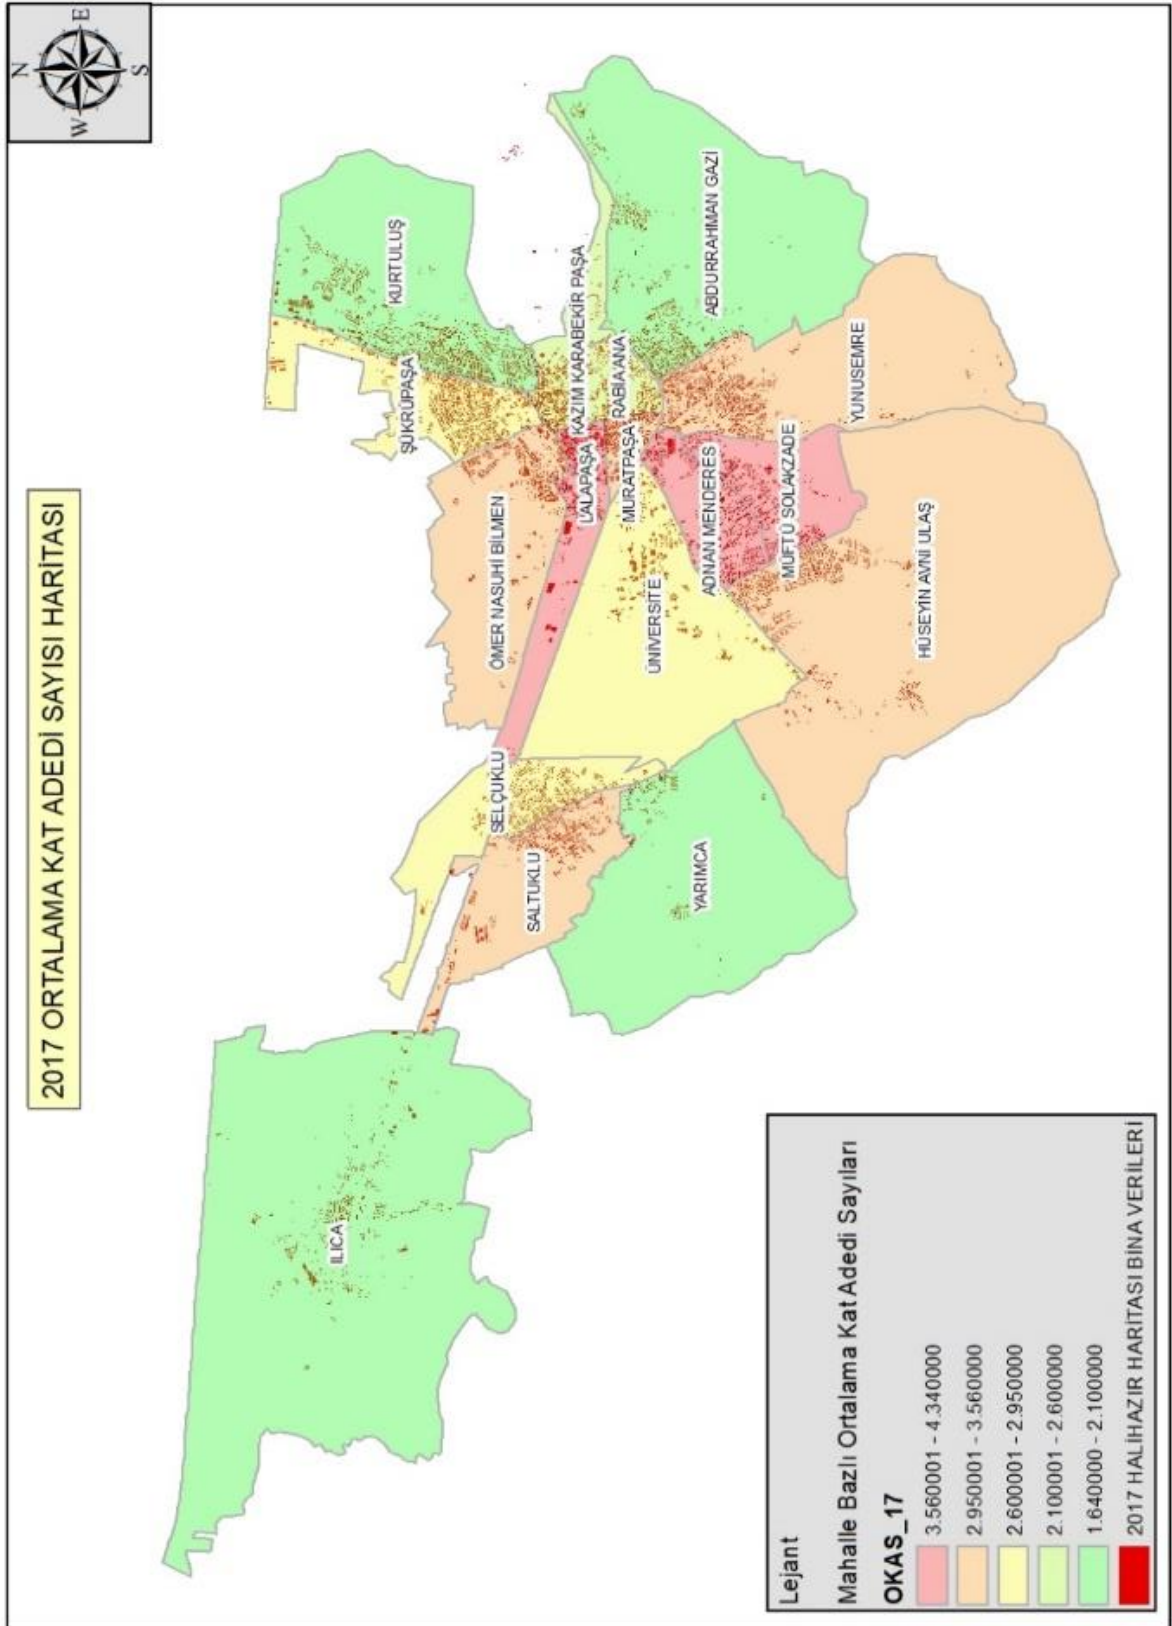 2017 ORTALAMA KAT ADEDİ SAYISI HARİTASI
N
E
S
W
ILICA
SELÇUKLU
SALTUKLU
YARIMCA
ÖMER NASUHİ BİLMEN
ŞÜKRÜPAŞA
KURTULUŞ
LALAPAŞA
KAZIM KARABEKİR PAŞA
MURATPAŞA
RABİAANA
ÜNİVERSİTE
ADNAN MENDERES
MÜFTÜ SOLAKZADE
ABDURRAHMAN GAZİ
YUNUSEMRE
HÜSEYİN AVNİ ULAŞ
Lejant
Mahalle Bazlı Ortalama Kat Adedi Sayıları
OKAS_17
3.560001 - 4.340000
2.950001 - 3.560000
2.600001 - 2.950000
2.100001 - 2.600000
1.640000 - 2.100000
2017 HALİHAZIR HARİTASI BİNA VERİLERİ